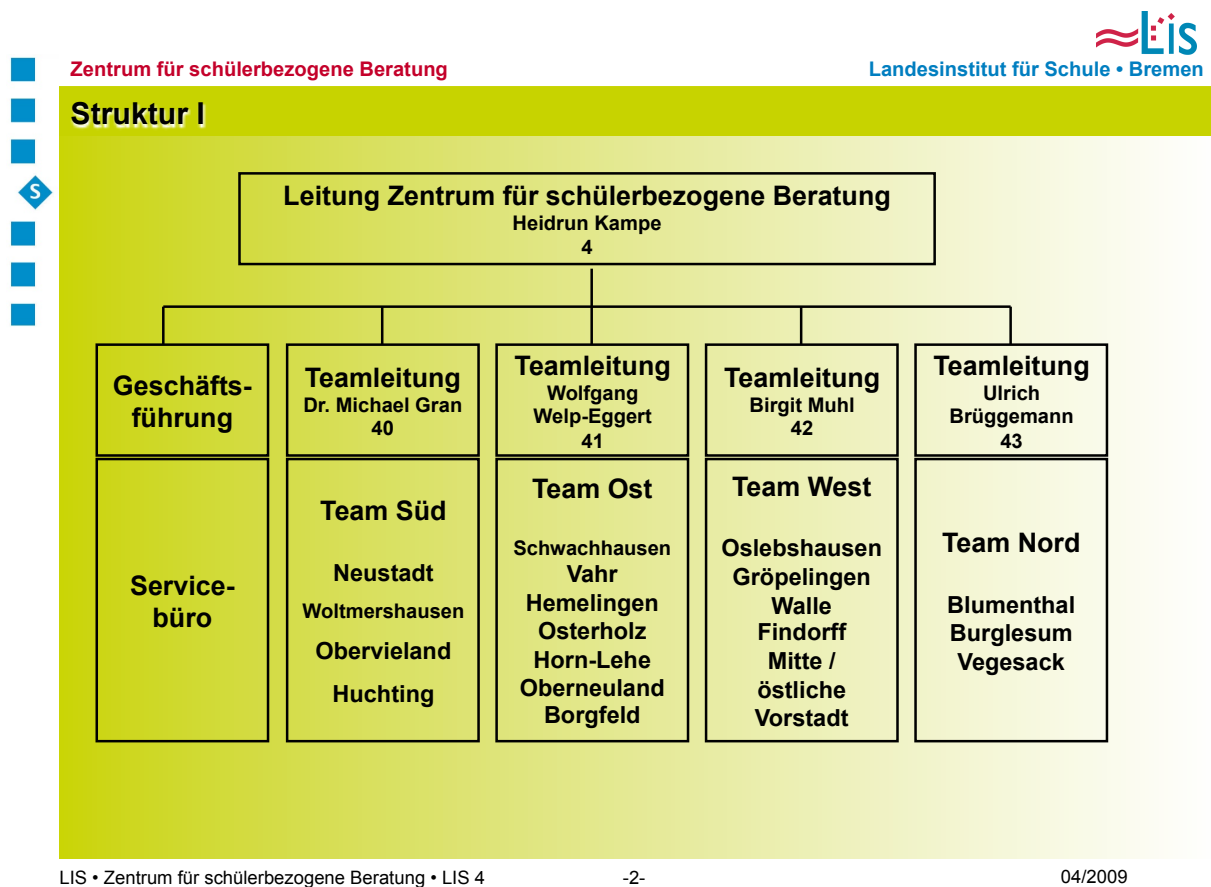 Lis
Zentrum für schülerbezogene Beratung
Landesinstitut für Schule • Bremen
Struktur I
S
Leitung Zentrum für schülerbezogene Beratung
Heidrun Kampe
4
Geschäfts-
führung
Teamleitung
Dr. Michael Gran
40
Teamleitung
Wolfgang
Welp-Eggert
41
Teamleitung
Birgit Muhl
42
Teamleitung
Ulrich
Brüggemann
43
Service-
büro
Team Süd
Neustadt
Woltmershausen
Obervieland
Huchting
Team Ost
Schwachhausen
Vahr
Hemelingen
Osterholz
Horn-Lehe
Oberneuland
Borgfeld
Team West
Oslebshausen
Gröpelingen
Walle
Findorff
Mitte /
östliche
Vorstadt
Team Nord
Blumenthal
Burglesum
Vegesack
LIS • Zentrum für schülerbezogene Beratung • LIS 4
-2-
04/2009